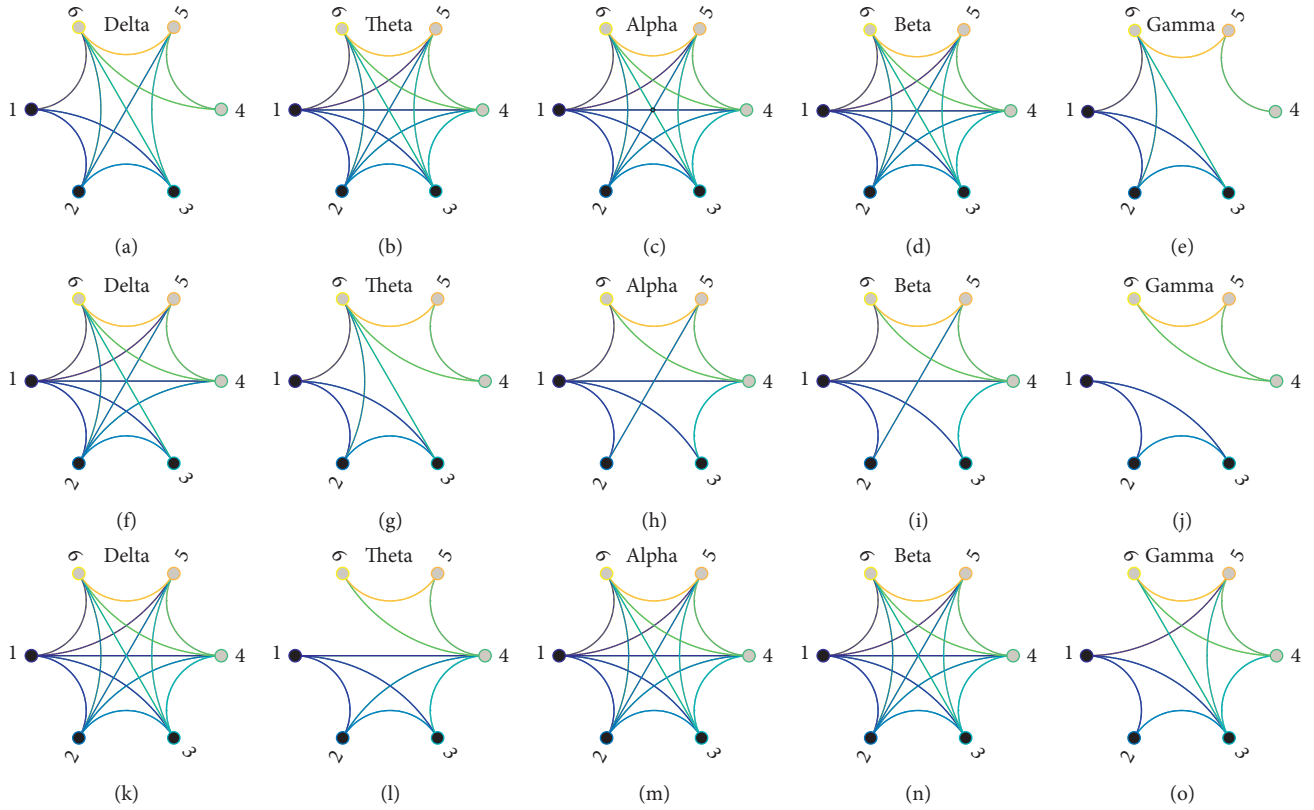 6 Delta 5 6 Theta 5 6 Alpha 5 6 Beta 5 6 Gamma 5
1 4 1 4 1 4 1 4 1 4
2 3 2 3 2 3 2 3 2 3
(a) (b) (c) (d) (e)
6 Delta 5 6 Theta 5 6 Alpha 5 6 Beta 5 6 Gamma 5
1 4 1 4 1 4 1 4 1 4
2 3 2 3 2 3 2 3 2 3
(f) (g) (h) (i) (j)
6 Delta 5 6 Theta 5 6 Alpha 5 6 Beta 5 6 Gamma 5
1 4 1 4 1 4 1 4 1 4
2 3 2 3 2 3 2 3 2 3
(k) (l) (m) (n) (o)